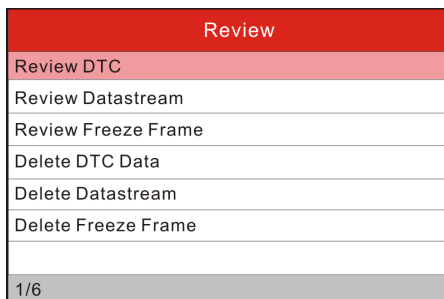 Review
Review DTC
Review Datastream
Review Freeze Frame
Delete DTC Data
Delete Datastream
Delete Freeze Frame
1/6